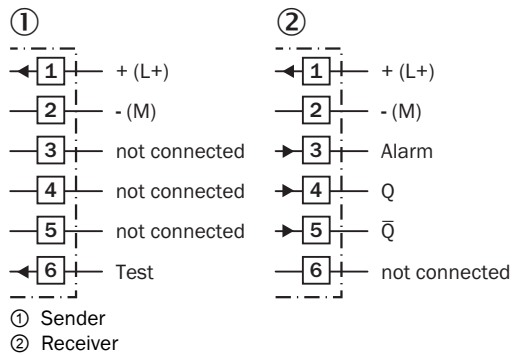 ①
1 + (L+)
2 - (M)
3 not connected
4 not connected
5 not connected
6 Test
②
1 + (L+)
2 - (M)
3 Alarm
4 Q
5 Q̅
6 not connected
① Sender
② Receiver